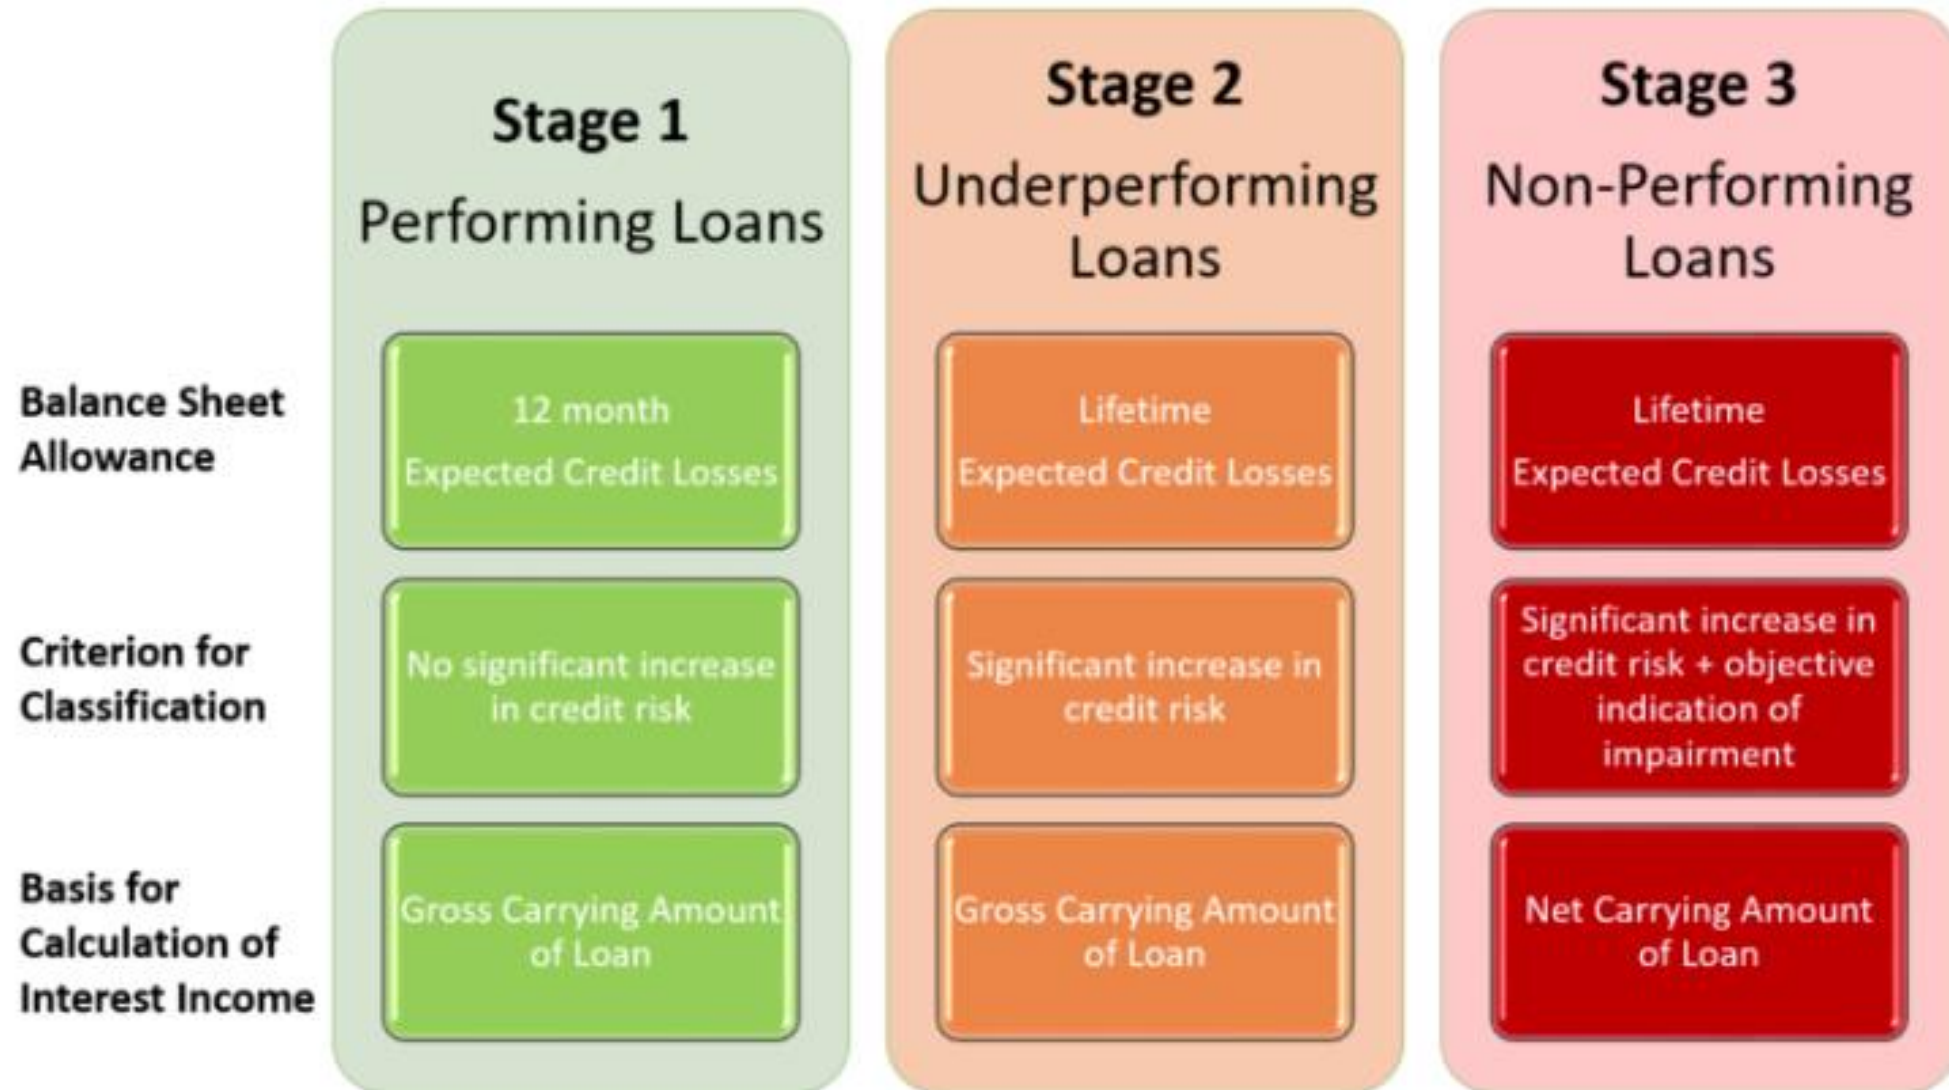 Stage 1
Performing Loans
Stage 2
Underperforming
Loans
Stage 3
Non-Performing
Loans
Balance Sheet
Allowance
12 month
Expected Credit Losses
Lifetime
Expected Credit Losses
Lifetime
Expected Credit Losses
Criterion for
Classification
No significant increase
in credit risk
Significant increase in
credit risk
Significant increase in
credit risk + objective
indication of
impairment
Basis for
Calculation of
Interest Income
Gross Carrying Amount
of Loan
Gross Carrying Amount
of Loan
Net Carrying Amount
of Loan